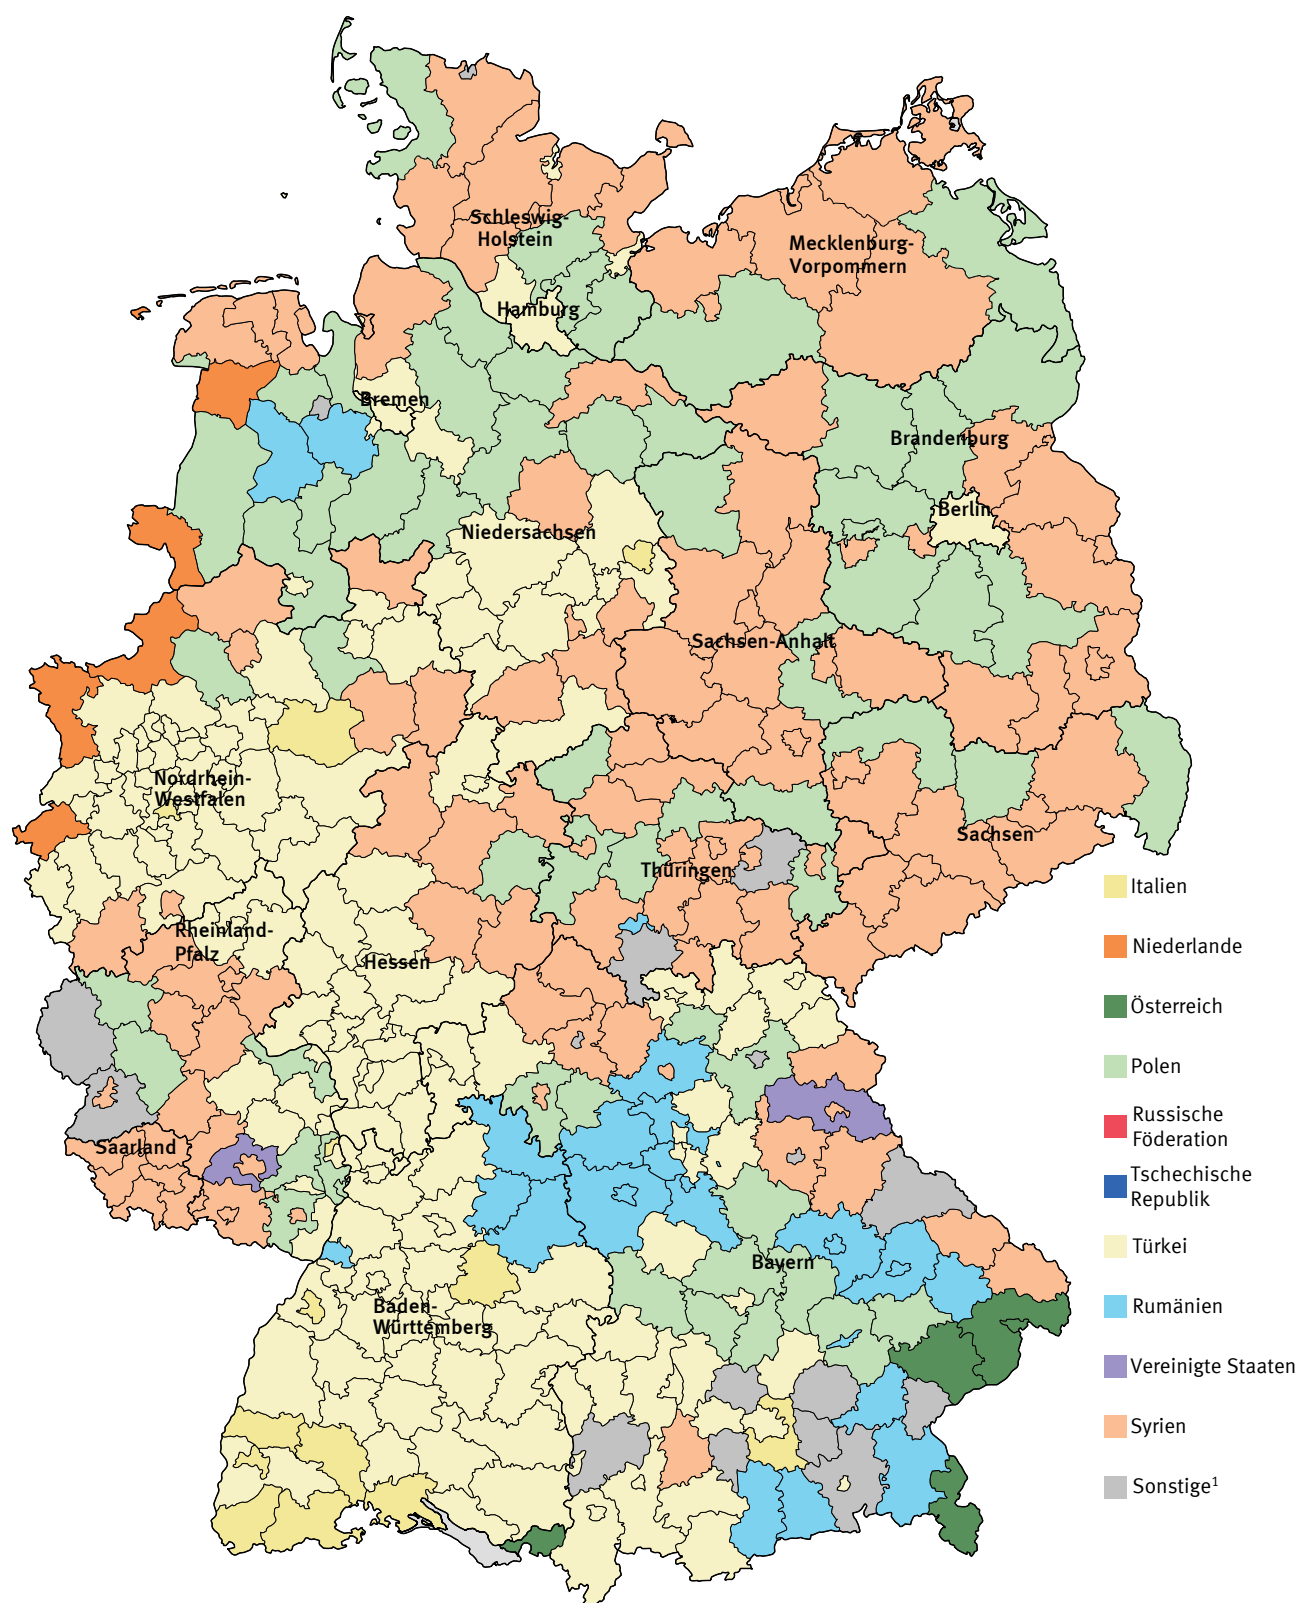 Schleswig-
Holstein
Mecklenburg-
Vorpommern
Hamburg
Bremen
Brandenburg
Berlin
Niedersachsen
Sachsen-Anhalt
Nordrhein-
Westfalen
Sachsen
Thüringen
Rheinland-
Pfalz
Hessen
Saarland
Bayern
Baden-
Württemberg
Italien
Niederlande
Österreich
Polen
Russische
Föderation
Tschechische
Republik
Türkei
Rumänien
Vereinigte Staaten
Syrien
Sonstige¹